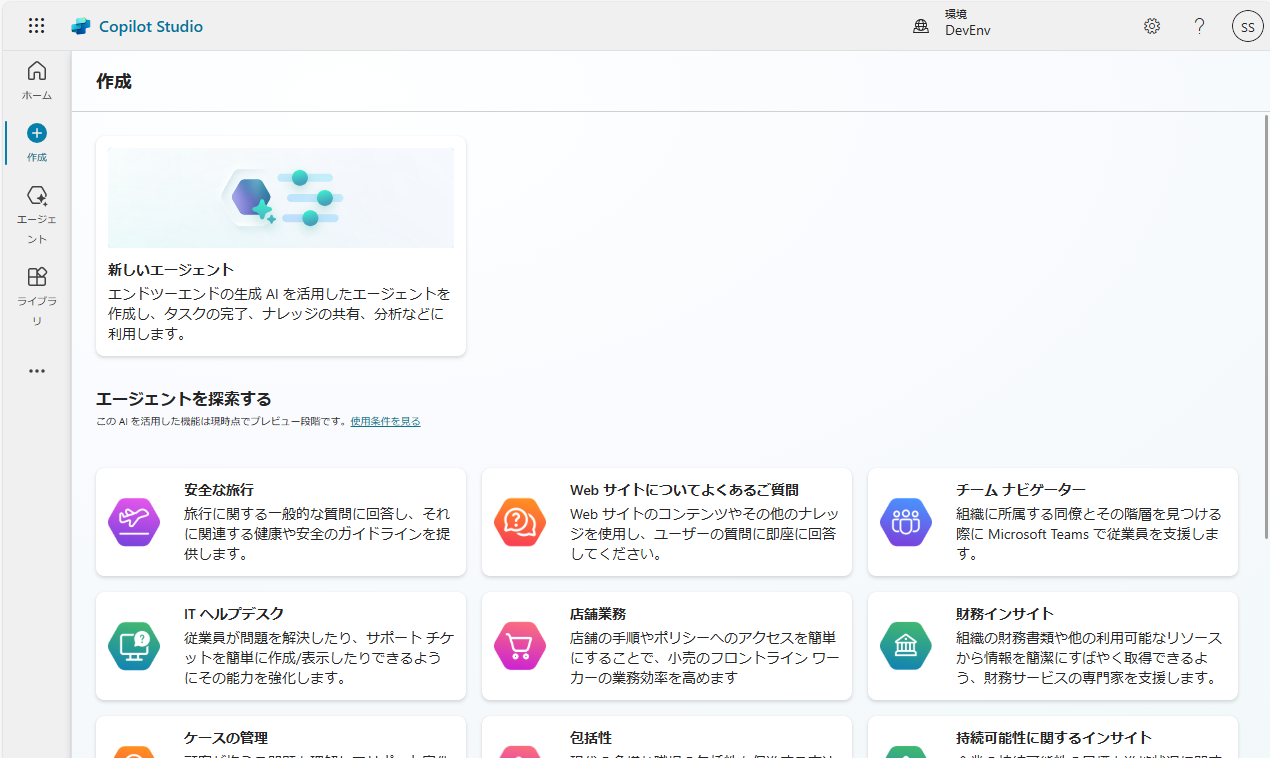 Copilot Studio
環境
DevEnv
SS
ホーム
作成
エージェ
ント
ライブラ
リ
作成
新しいエージェント
エンドツーエンドの生成 AI を活用したエージェントを
作成し、タスクの完了、ナレッジの共有、分析などに
利用します。
エージェントを探索する
この AI を活用した機能は現時点でプレビュー段階です。使用条件を見る
安全な旅行
旅行に関する一般的な質問に回答し、それ
に関連する健康や安全のガイドラインを提
供します。
Web サイトについてよくあるご質問
Web サイトのコンテンツやその他のナレッ
ジを使用し、ユーザーの質問に即座に回答
してください。
チーム ナビゲーター
組織に所属する同僚とその階層を見つける
際に Microsoft Teams で従業員を支援しま
す。
IT ヘルプデスク
従業員が問題を解決したり、サポート チケ
ットを簡単に作成/表示したりできるよう
にその能力を強化します。
店舗業務
店舗の手順やポリシーへのアクセスを簡単
にすることで、小売のフロントライン ワー
カーの業務効率を高めます
財務インサイト
組織の財務書類や他の利用可能なリソース
から情報を簡潔にすばやく取得できるよ
う、財務サービスの専門家を支援します。
ケースの管理
包括性
持続可能性に関するインサイト